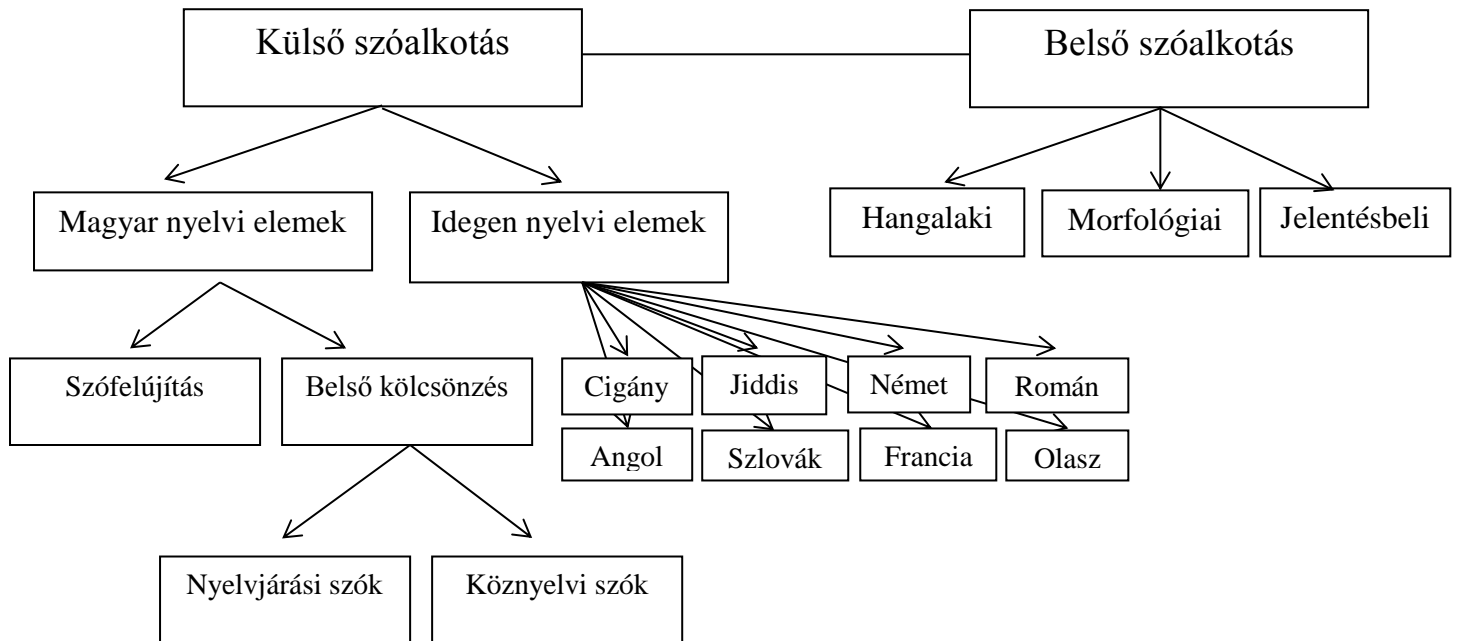 Külső szóalkotás
Belső szóalkotás
Magyar nyelvi elemek
Idegen nyelvi elemek
Hangalaki
Morfológiai
Jelentésbeli
Szófelújítás
Belső kölcsönzés
Cigány
Jiddis
Német
Román
Angol
Szlovák
Francia
Olasz
Nyelvjárási szók
Köznyelvi szók